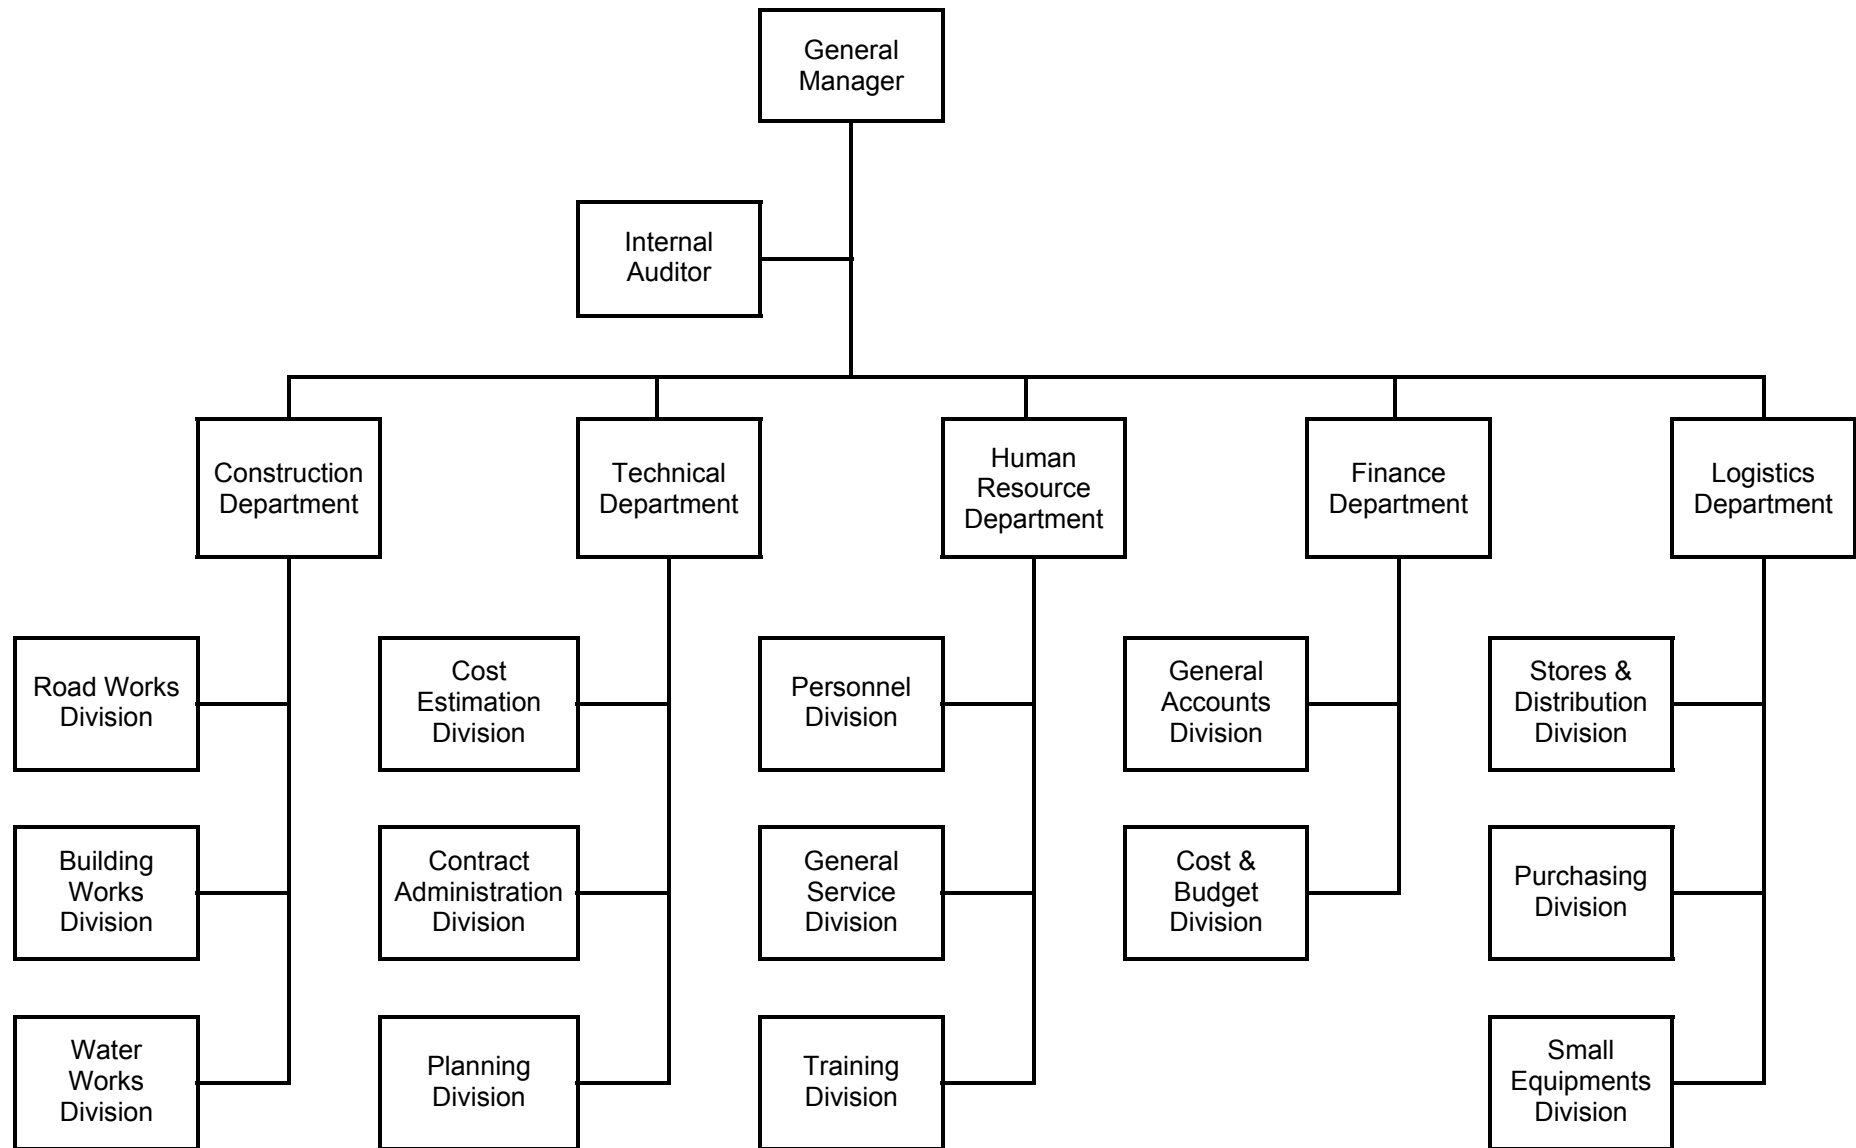 General
Manager
Internal
Auditor
Construction
Department
Technical
Department
Human
Resource
Department
Finance
Department
Logistics
Department
Road Works
Division
Cost
Estimation
Division
Personnel
Division
General
Accounts
Division
Stores &
Distribution
Division
Building
Works
Division
Contract
Administration
Division
General
Service
Division
Cost &
Budget
Division
Purchasing
Division
Water
Works
Division
Planning
Division
Training
Division
Small
Equipments
Division